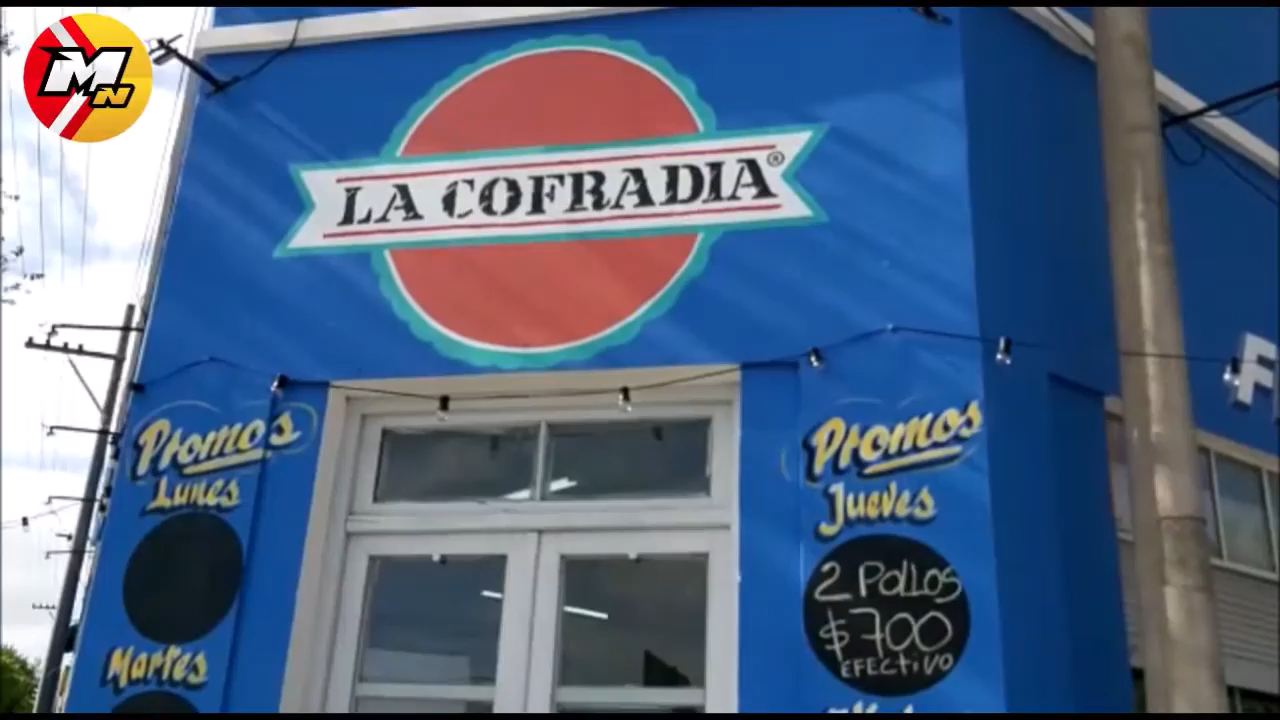 MN
LA COFRADIA®
Promos
Lunes
Martes
Promos
Jueves
2 POLLOS
$700
EFECTIVO
F